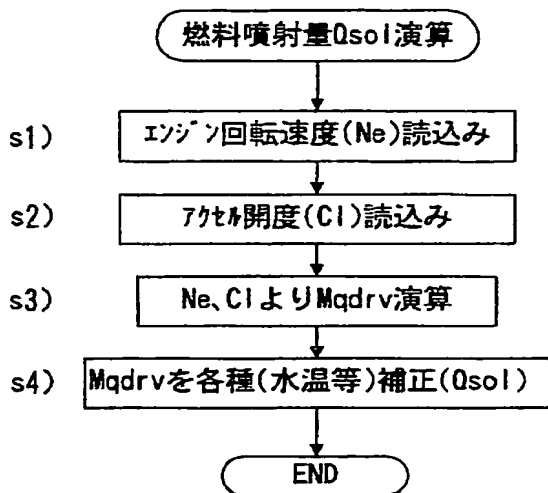 燃料噴射量Qsol演算
s1) エンジン回転速度(Ne)読込み
s2) アクセル開度(Cl)読込み
s3) Ne、ClよりMqdrv演算
s4) Mqdrvを各種(水温等)補正(Qsol)
END